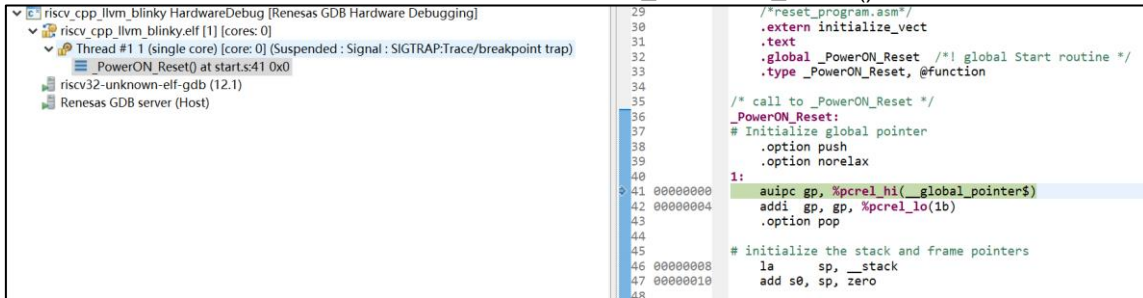 riscv_cpp_llvm_blinky HardwareDebug [Renesas GDB Hardware Debugging]
riscv_cpp_llvm_blinky.elf [1] [cores: 0]
Thread #1 1 (single core) [core: 0] (Suspended : Signal : SIGTRAP:Trace/breakpoint trap)
_PowerON_Reset() at start.s:41 0x0
riscv32-unknown-elf-gdb (12.1)
Renesas GDB server (Host)
29 /*reset_program.asm*/
30 .extern initialize_vect
31 .text
32 .global _PowerON_Reset /*! global Start routine */
33 .type _PowerON_Reset, @function
34
35 /* call to _PowerON_Reset */
36 _PowerON_Reset:
37 # Initialize global pointer
38 .option push
39 .option norelax
40 1:
41 00000000 auipc gp, %pcrel_hi(__global_pointer$)
42 00000004 addi gp, gp, %pcrel_lo(1b)
43 .option pop
44
45 # initialize the stack and frame pointers
46 00000008 la sp, __stack
47 00000010 add s0, sp, zero
48